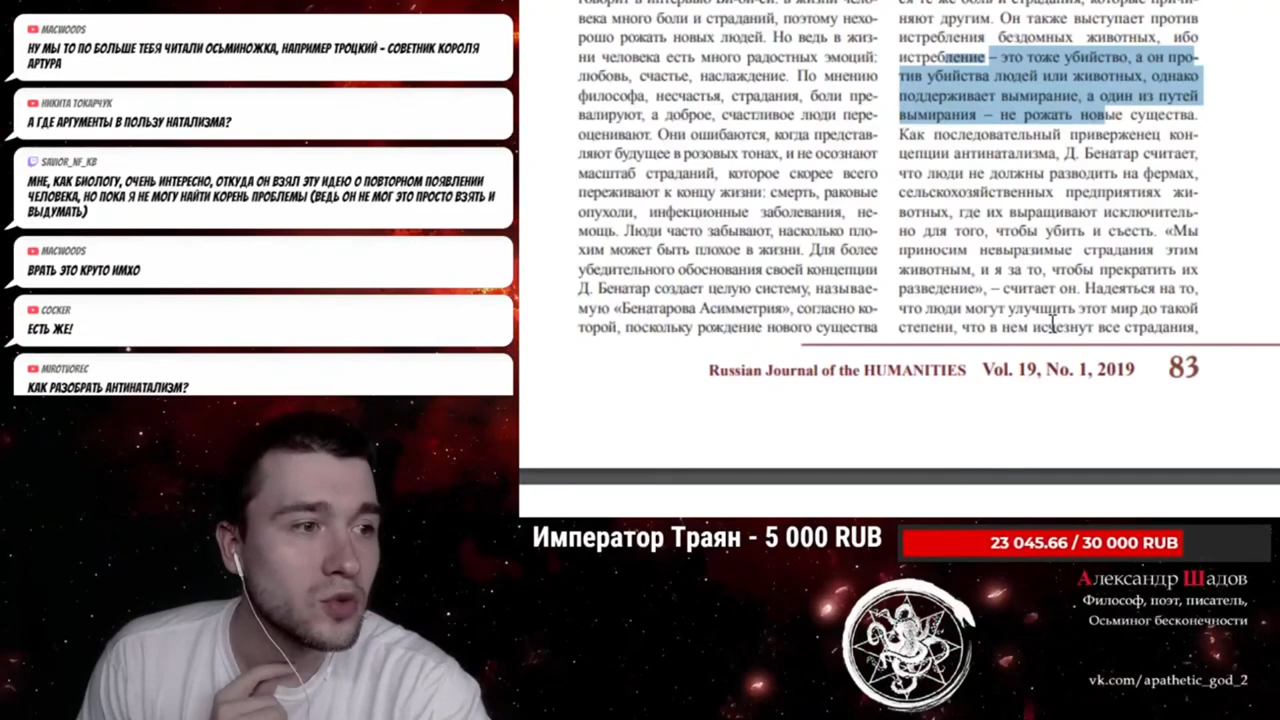 MACWOODS
НУ МЫ ТО ПО БОЛЬШЕ ТЕБЯ ЧИТАЛИ ОСЬМИНОЖКА, НАПРИМЕР ТРОЦКИЙ - СОВЕТНИК КОРОЛЯ
АРТУРА
НИКИТА ТОКАРЧУК
А ГДЕ АРГУМЕНТЫ В ПОЛЬЗУ НАТАЛИЗМА?
SAVIOR_NF_KB
МНЕ, КАК БИОЛОГУ, ОЧЕНЬ ИНТЕРЕСНО, ОТКУДА ОН ВЗЯЛ ЭТУ ИДЕЮ О ПОВТОРНОМ ПОЯВЛЕНИИ
ЧЕЛОВЕКА, НО ПОКА Я НЕ МОГУ НАЙТИ КОРЕНЬ ПРОБЛЕМЫ (ВЕДЬ ОН НЕ МОГ ЭТО ПРОСТО ВЗЯТЬ И
ВЫДУМАТЬ)
MACWOODS
ВРАТЬ ЭТО КРУТО ИМХО
COCKER
ЕСТЬ ЖЕ!
MIROTVOREC
КАК РАЗОБРАТЬ АНТИНАТАЛИЗМ?
века много боли и страданий, поэтому нехо-
рошо рожать новых людей. Но ведь в жиз-
ни человека есть много радостных эмоций:
любовь, счастье, наслаждение. По мнению
философа, несчастья, страдания, боли пре-
валируют, а доброе, счастливое люди пере-
оценивают. Они ошибаются, когда представ-
ляют будущее в розовых тонах, и не осознают
масштаб страданий, которое скорее всего
переживают к концу жизни: смерть, раковые
опухоли, инфекционные заболевания, не-
мощь. Люди часто забывают, насколько пло-
хим может быть плохое в жизни. Для более
убедительного обоснования своей концепции
Д. Бенатар создает целую систему, называе-
мую «Бенатарова Асимметрия», согласно ко-
торой, поскольку рождение нового существа
няют другим. Он также выступает против
истребления бездомных животных, ибо
истребление – это тоже убийство, а он про-
тив убийства людей или животных, однако
поддерживает вымирание, а один из путей
вымирания – не рожать новые существа.
Как последовательный приверженец кон-
цепции антинатализма, Д. Бенатар считает,
что люди не должны разводить на фермах,
сельскохозяйственных предприятиях жи-
вотных, где их выращивают исключитель-
но для того, чтобы убить и съесть. «Мы
приносим невыразимые страдания этим
животным, и я за то, чтобы прекратить их
разведение», – считает он. Надеяться на то,
что люди могут улучшить этот мир до такой
степени, что в нем исчезнут все страдания,
Russian Journal of the HUMANITIES Vol. 19, No. 1, 2019 83
Император Траян - 5 000 RUB
23 045.66 / 30 000 RUB
Александр Шадов
Философ, поэт, писатель,
Осьминог бесконечности
vk.com/apathetic_god_2